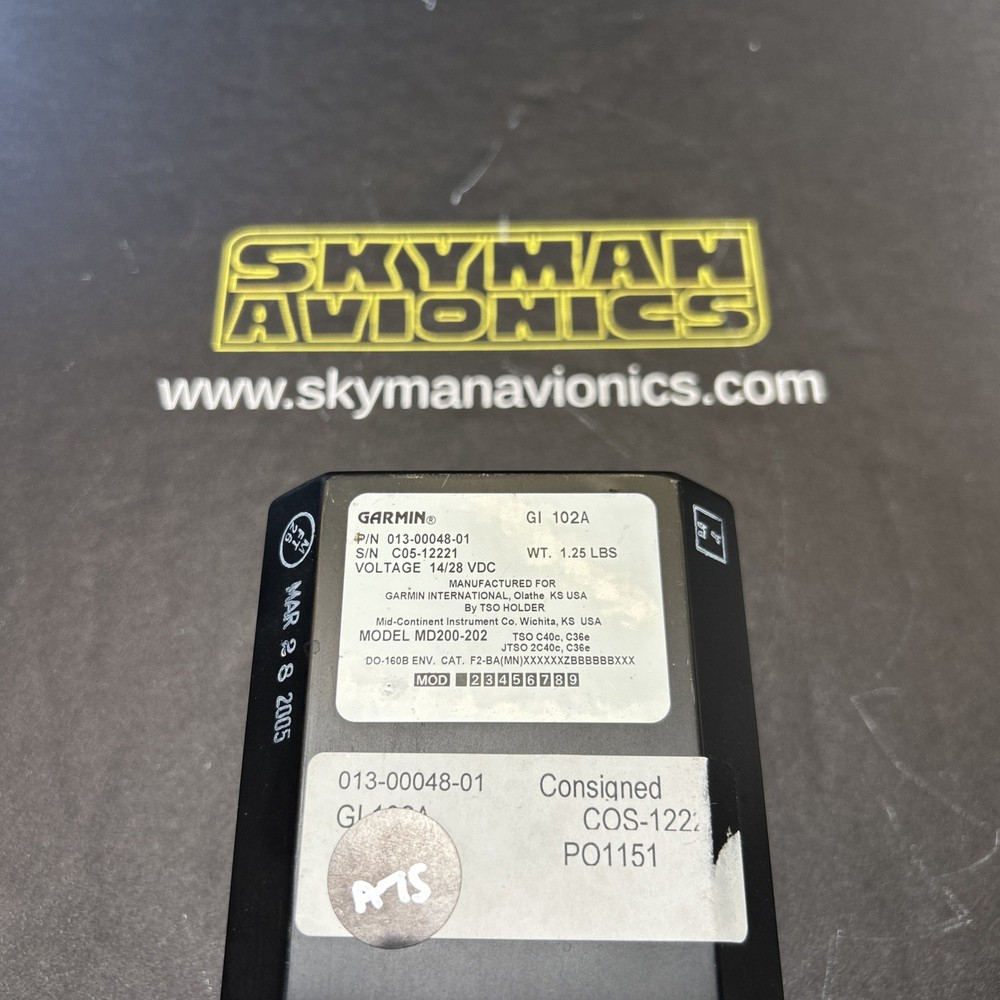 SKYMAN
AVIONICS
www.skymanavionics.com
GARMIN® GI 102A
P/N 013-00048-01
S/N C05-12221 WT. 1.25 LBS
VOLTAGE 14/28 VDC
MANUFACTURED FOR
GARMIN INTERNATIONAL, Olathe KS USA
By TSO HOLDER
Mid-Continent Instrument Co. Wichita, KS USA
MODEL MD200-202 TSO C40c, C36e
JTSO 2C40c, C36e
DO-160B ENV. CAT. F2-BA(MN)XXXXXXZBBBBBBXXX
MOD 2 3 4 5 6 7 8 9
MAR 28 2005
013-00048-01 Consigned
COS-1222
PO1151
ATS